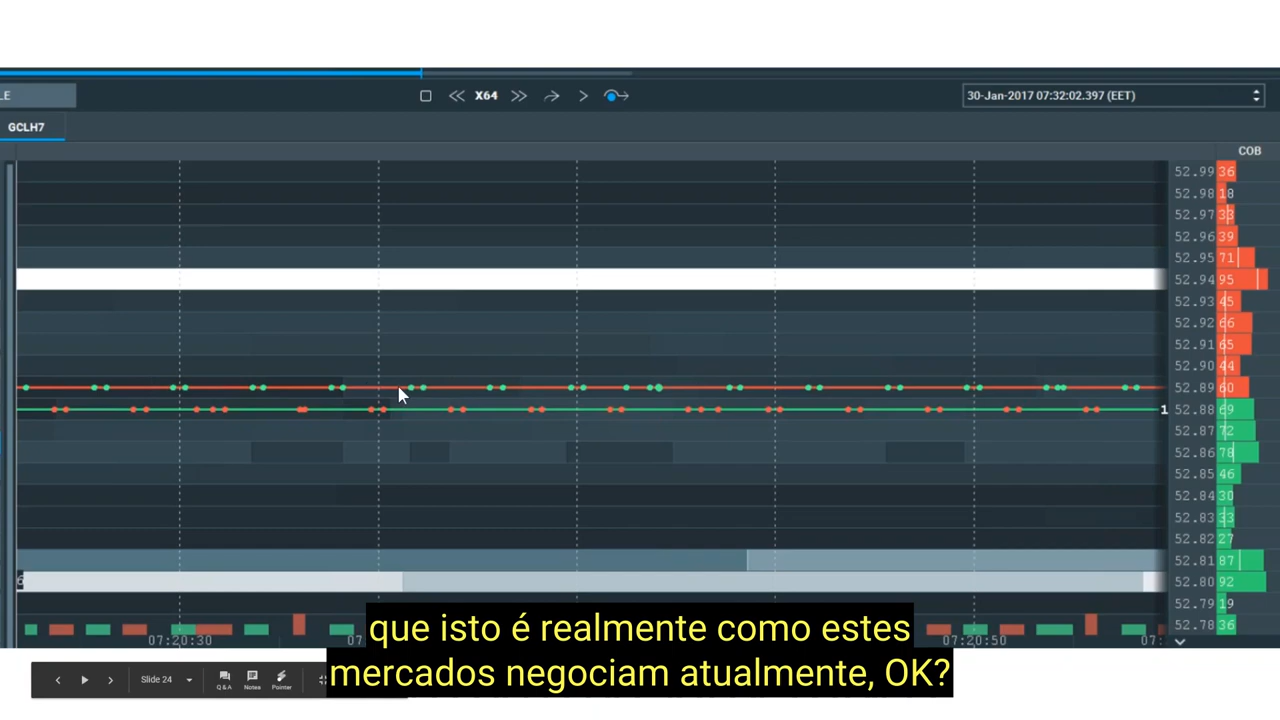 LE
X64
30-Jan-2017 07:32:02.397 (EET)
GCLH7
COB
52.99 36
52.98 18
52.97 33
52.96 39
52.95 71
52.94 95
52.93 45
52.92 66
52.91 65
52.90 44
52.89 60
1 52.88 69
52.87 72
52.86 78
52.85 46
52.84 30
52.83 33
52.82 27
52.81 87
6 52.80 92
52.79 19
52.78 36
07:20:30 07:20:50 07:
que isto é realmente como estes
mercados negociam atualmente, OK?
Slide 24
Q & A Notes Pointer